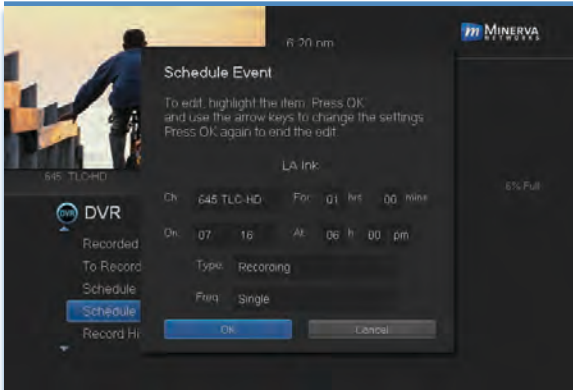 6:20 pm
m MINERVA
NETWORKS
Schedule Event
To edit, highlight the item. Press OK
and use the arrow keys to change the settings.
Press OK again to end the edit.
LA Ink
645 TLC-HD
6% Full
Ch: 645 TLC-HD For: 01 hrs 00 mins
DVR DVR
On: 07 16 At: 06 h 00 pm
Recorded
To Record
Type: Recording
Schedule
Freq: Single
Schedule
OK Cancel
Record Hi